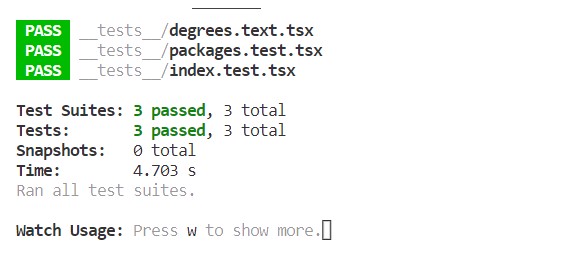 PASS __tests__/degrees.text.tsx
PASS __tests__/packages.test.tsx
PASS __tests__/index.test.tsx
Test Suites: 3 passed, 3 total
Tests: 3 passed, 3 total
Snapshots: 0 total
Time: 4.703 s
Ran all test suites.
Watch Usage: Press w to show more.